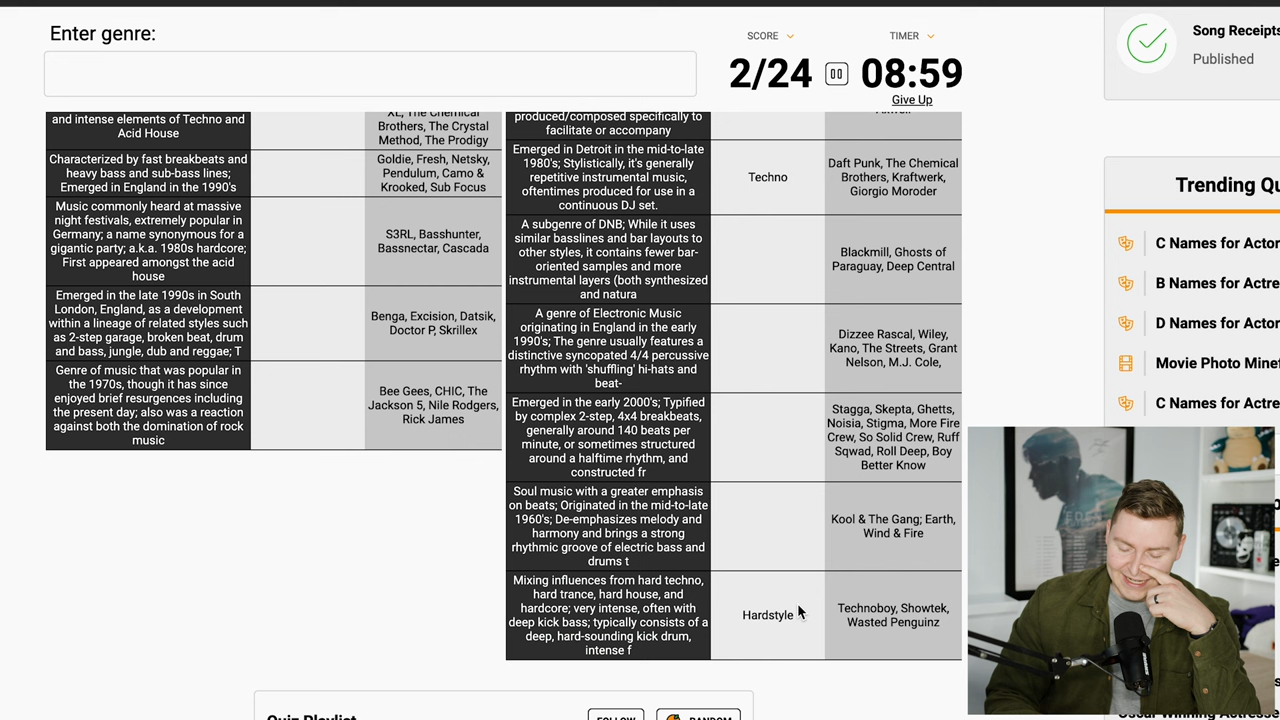 Enter genre:
SCORE
TIMER
2/24
08:59
Give Up
and intense elements of Techno and
Acid House
XL, The Chemical
Brothers, The Crystal
Method, The Prodigy
Characterized by fast breakbeats and
heavy bass and sub-bass lines;
Emerged in England in the 1990's
Goldie, Fresh, Netsky,
Pendulum, Camo &
Krooked, Sub Focus
Music commonly heard at massive
night festivals, extremely popular in
Germany; a name synonymous for a
gigantic party; a.k.a. 1980s hardcore;
First appeared amongst the acid
house
S3RL, Basshunter,
Bassnectar, Cascada
Emerged in the late 1990s in South
London, England, as a development
within a lineage of related styles such
as 2-step garage, broken beat, drum
and bass, jungle, dub and reggae; T
Benga, Excision, Datsik,
Doctor P, Skrillex
Genre of music that was popular in
the 1970s, though it has since
enjoyed brief resurgences including
the present day; also was a reaction
against both the domination of rock
music
Bee Gees, CHIC, The
Jackson 5, Nile Rodgers,
Rick James
produced/composed specifically to
facilitate or accompany
Emerged in Detroit in the mid-to-late
1980's; Stylistically, it's generally
repetitive instrumental music,
oftentimes produced for use in a
continuous DJ set.
Techno
Daft Punk, The Chemical
Brothers, Kraftwerk,
Giorgio Moroder
A subgenre of DNB; While it uses
similar basslines and bar layouts to
other styles, it contains fewer bar-
oriented samples and more
instrumental layers (both synthesized
and natura
Blackmill, Ghosts of
Paraguay, Deep Central
A genre of Electronic Music
originating in England in the early
1990's; The genre usually features a
distinctive syncopated 4/4 percussive
rhythm with 'shuffling' hi-hats and
beat-
Dizzee Rascal, Wiley,
Kano, The Streets, Grant
Nelson, M.J. Cole,
Emerged in the early 2000's; Typified
by complex 2-step, 4x4 breakbeats,
generally around 140 beats per
minute, or sometimes structured
around a halftime rhythm, and
constructed fr
Stagga, Skepta, Ghetts,
Noisia, Stigma, More Fire
Crew, So Solid Crew, Ruff
Sqwad, Roll Deep, Boy
Better Know
Soul music with a greater emphasis
on beats; Originated in the mid-to-late
1960's; De-emphasizes melody and
harmony and brings a strong
rhythmic groove of electric bass and
drums t
Kool & The Gang; Earth,
Wind & Fire
Mixing influences from hard techno,
hard trance, hard house, and
hardcore; very intense, often with
deep kick bass; typically consists of a
deep, hard-sounding kick drum,
intense f
Hardstyle
Technoboy, Showtek,
Wasted Penguinz
Quiz Playlist
FOLLOW
RANDOM
Song Receipts
Published
Trending Qu
C Names for Actor
B Names for Actre
D Names for Actor
Movie Photo Minef
C Names for Actre
EDEN
Oscar Winning Actresse